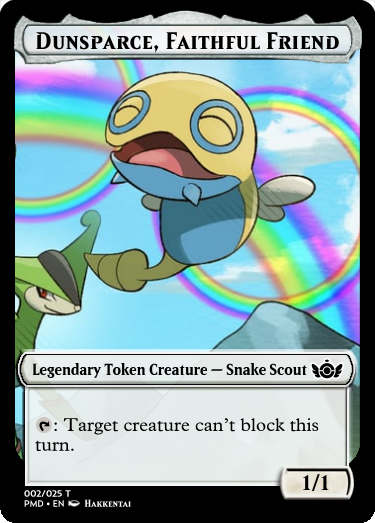 Dunsparce, Faithful Friend
Legendary Token Creature — Snake Scout
: Target creature can't block this
turn.
1/1
002/025 T
PMD • EN Hakkentai